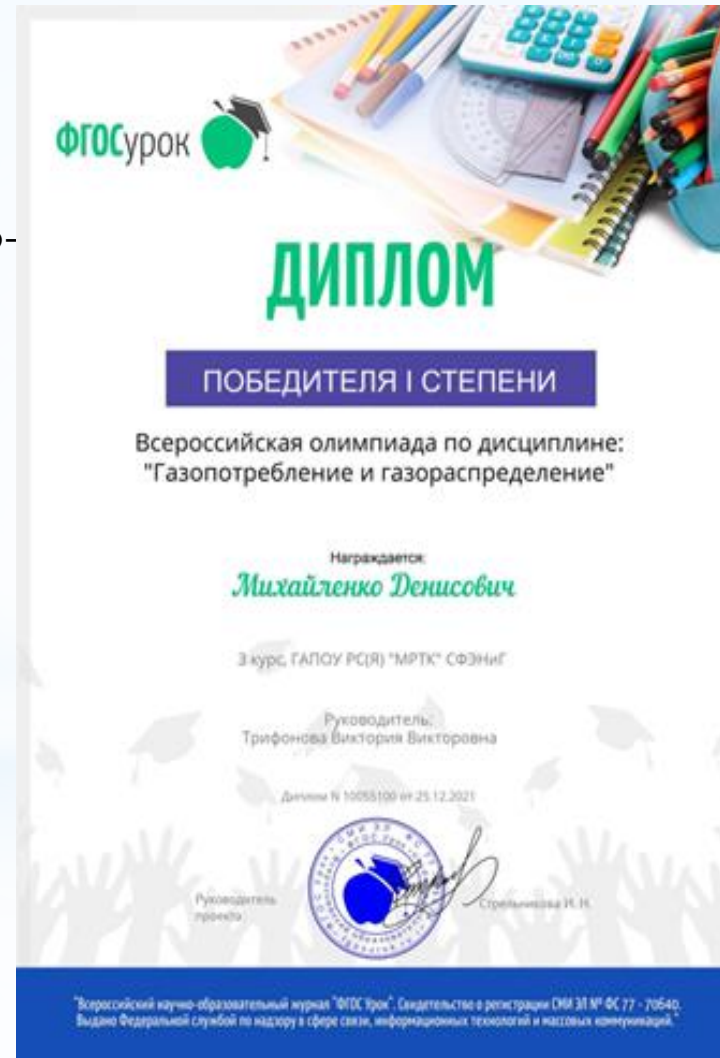 ФГОСурок
ДИПЛОМ
ПОБЕДИТЕЛЯ I СТЕПЕНИ
Всероссийская олимпиада по дисциплине:
"Газопотребление и газораспределение"
Награждается:
Михайленко Денисович
3 курс, ГАПОУ РС(Я) "МРТК" СФЭНиГ
Руководитель:
Трифонова Виктория Викторовна
Диплом N 10055100 от 25.12.2021
Руководитель
проекта
Стрельникова И. Н.
"Всероссийский научно-образовательный журнал "ФГОС Урок". Свидетельство о регистрации СМИ ЭЛ № ФС 77 - 70640.
Выдано Федеральной службой по надзору в сфере связи, информационных технологий и массовых коммуникаций."